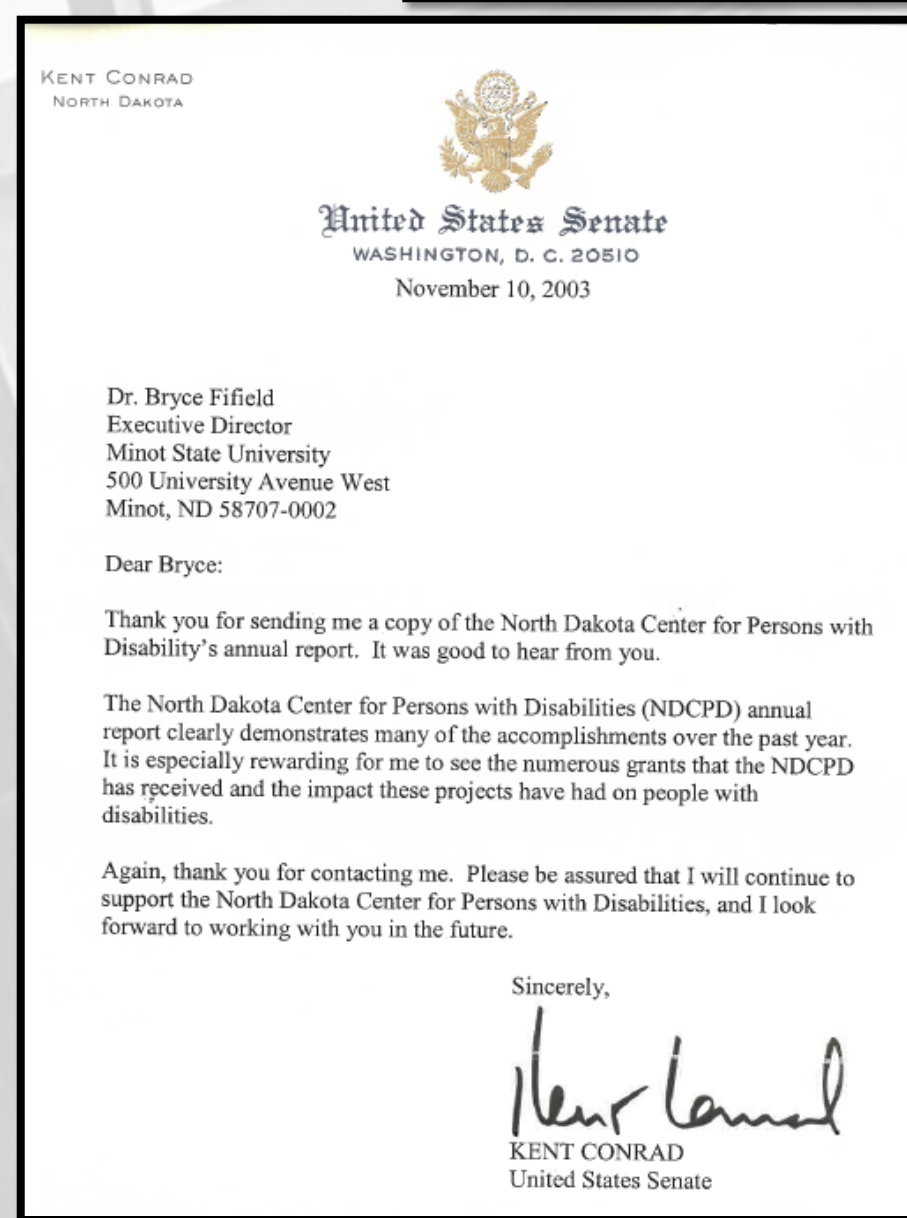 KENT CONRAD
NORTH DAKOTA
United States Senate
WASHINGTON, D. C. 20510
November 10, 2003
Dr. Bryce Fifield
Executive Director
Minot State University
500 University Avenue West
Minot, ND 58707-0002
Dear Bryce:
Thank you for sending me a copy of the North Dakota Center for Persons with
Disability's annual report. It was good to hear from you.
The North Dakota Center for Persons with Disabilities (NDCPD) annual
report clearly demonstrates many of the accomplishments over the past year.
It is especially rewarding for me to see the numerous grants that the NDCPD
has received and the impact these projects have had on people with
disabilities.
Again, thank you for contacting me. Please be assured that I will continue to
support the North Dakota Center for Persons with Disabilities, and I look
forward to working with you in the future.
Sincerely,
Kent Conrad
KENT CONRAD
United States Senate